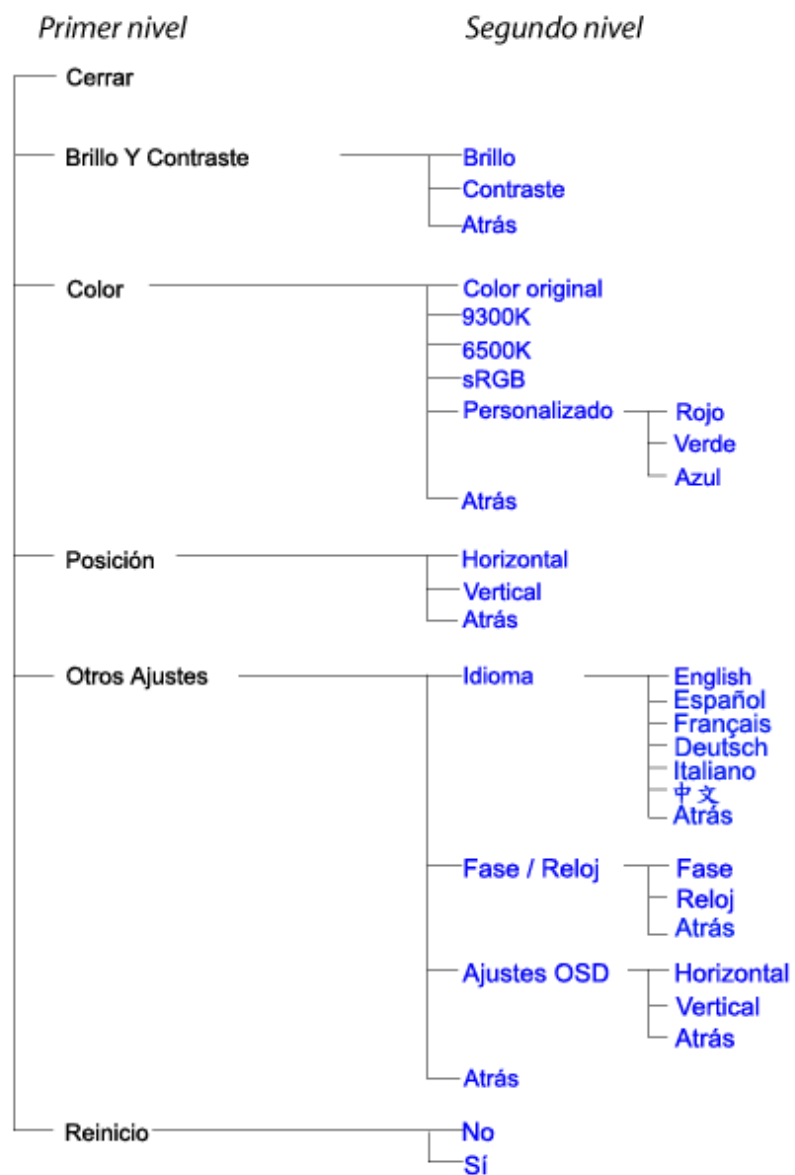 Primer nivel Segundo nivel
Cerrar
Brillo Y Contraste Brillo
Contraste
Atrás
Color Color original
9300K
6500K
sRGB
Personalizado Rojo
Verde
Azul
Atrás
Posición Horizontal
Vertical
Atrás
Otros Ajustes Idioma English
Español
Français
Deutsch
Italiano
中文
Atrás
Fase / Reloj Fase
Reloj
Atrás
Ajustes OSD Horizontal
Vertical
Atrás
Atrás
Reinicio No
Sí